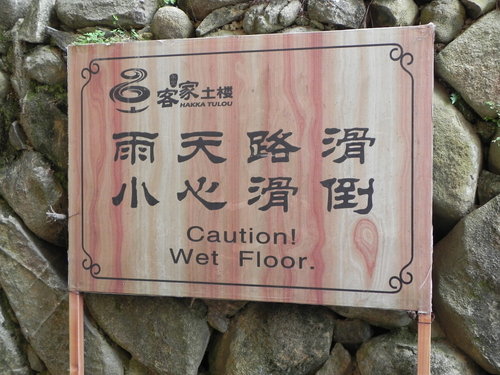 客家土楼
HAKKA TULOU
雨天路滑
小心滑倒
Caution!
Wet Floor.